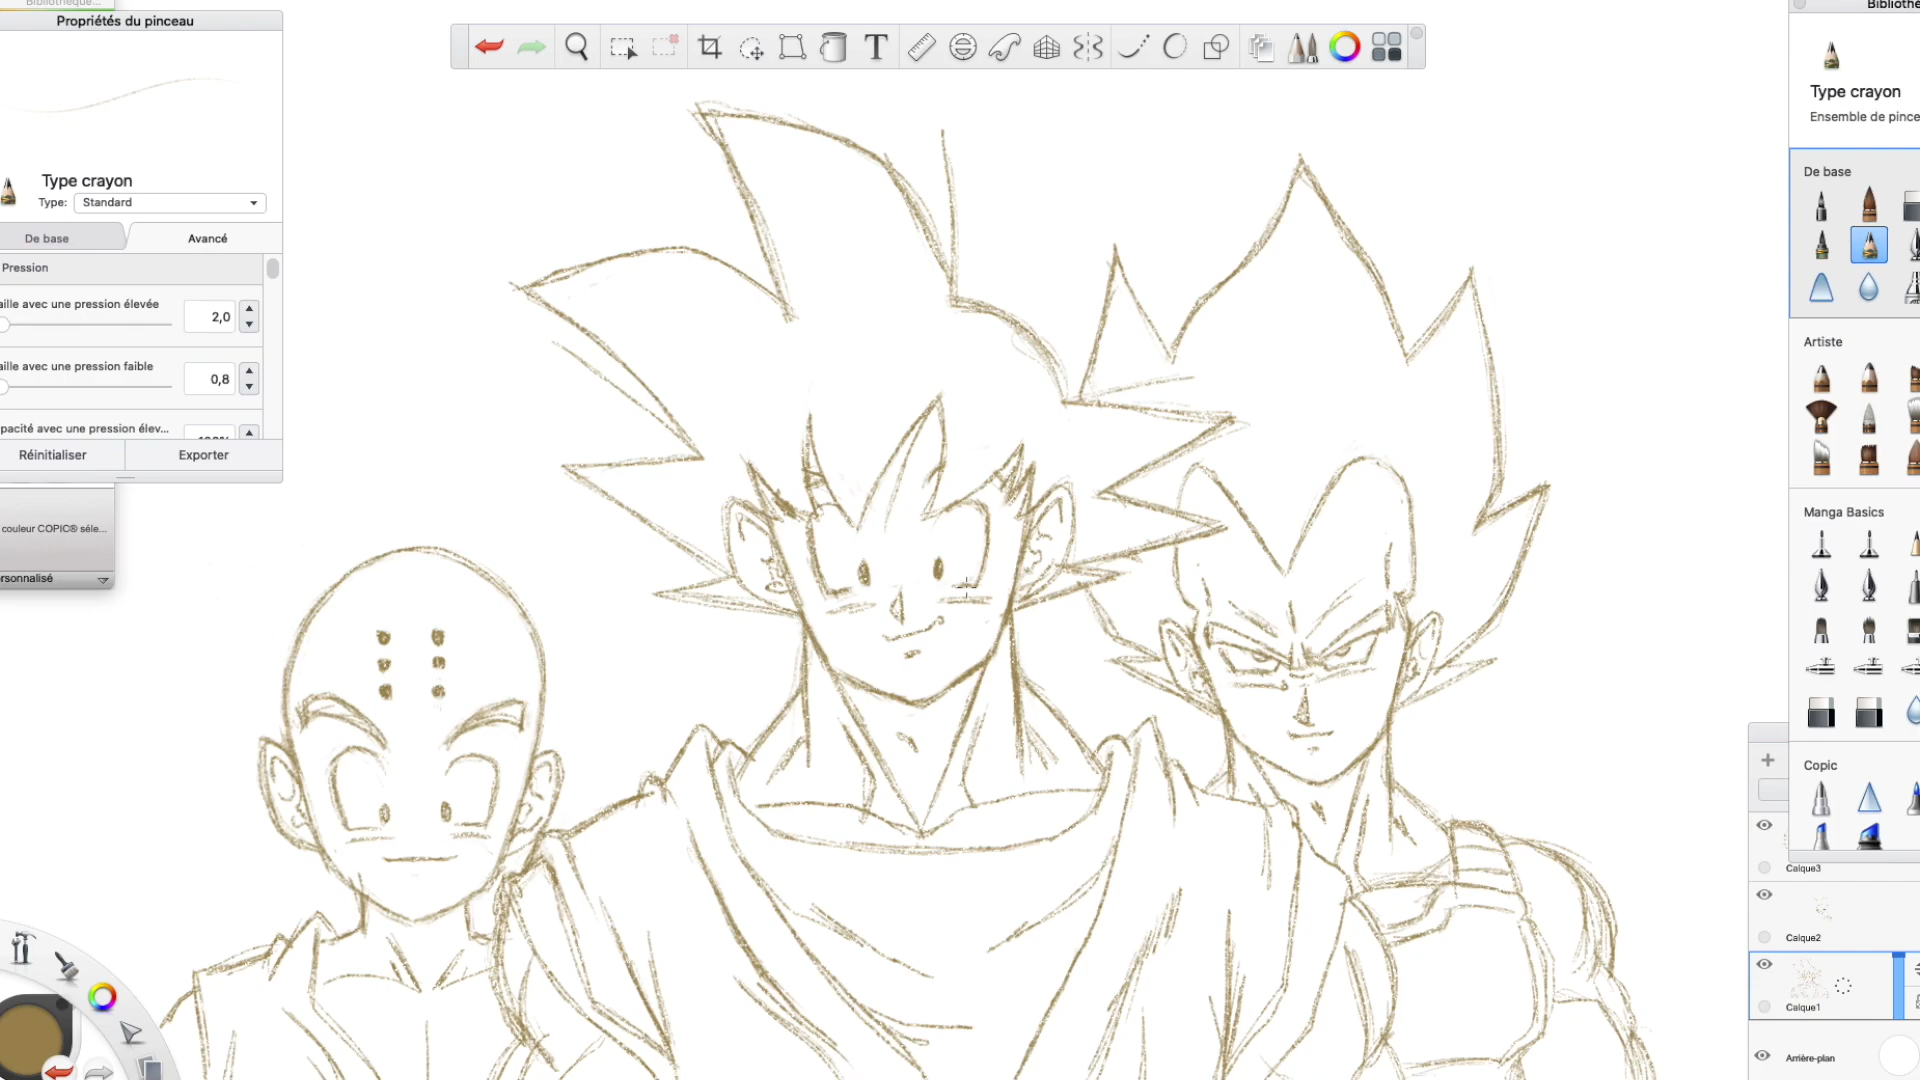 Bibliothèque...
Propriétés du pinceau
Type crayon
Type: Standard
De base
Avancé
Pression
aille avec une pression élevée
2,0
aille avec une pression faible
0,8
pacité avec une pression élev...
Réinitialiser
Exporter
couleur COPIC® séle...
rsonnalisé
T
Biblioth
Type crayon
Ensemble de pince
De base
Artiste
Manga Basics
Copic
Calque3
Calque2
Calque1
Arrière-plan